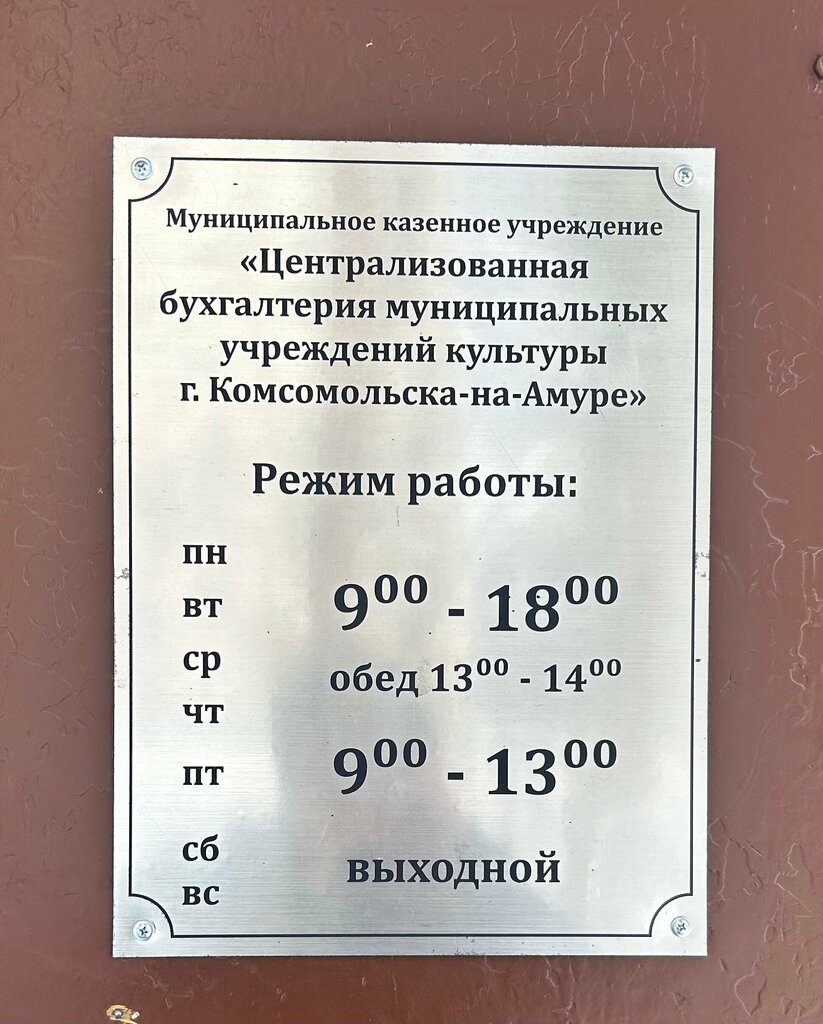 Муниципальное казенное учреждение
«Централизованная
бухгалтерия муниципальных
учреждений культуры
г. Комсомольска-на-Амуре»
Режим работы:
пн
вт
9⁰⁰ - 18⁰⁰
ср
обед 13⁰⁰ - 14⁰⁰
чт
пт
9⁰⁰ - 13⁰⁰
сб
выходной
вс